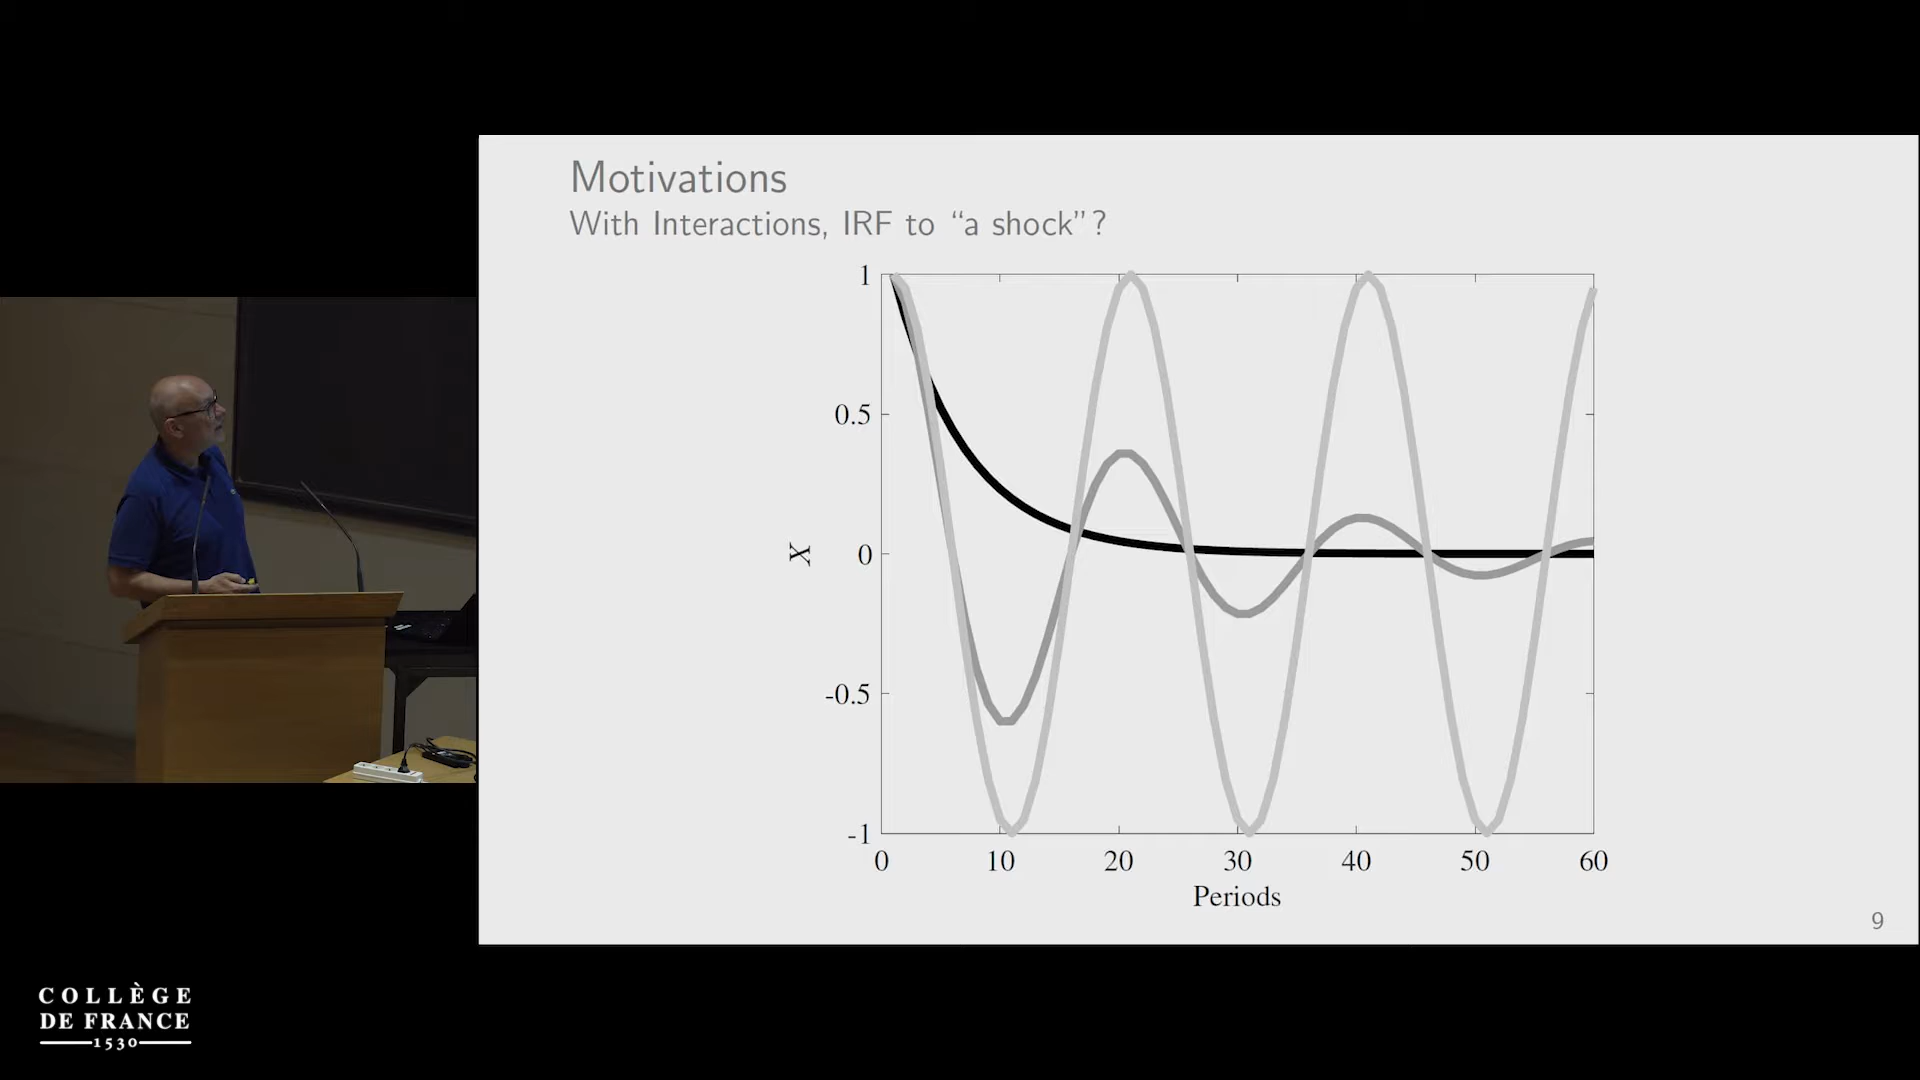 Motivations
With Interactions, IRF to “a shock”?
1
0.5
0
-0.5
-1
X
0 10 20 30 40 50 60
Periods
9
COLLÈGE
DE FRANCE
1530